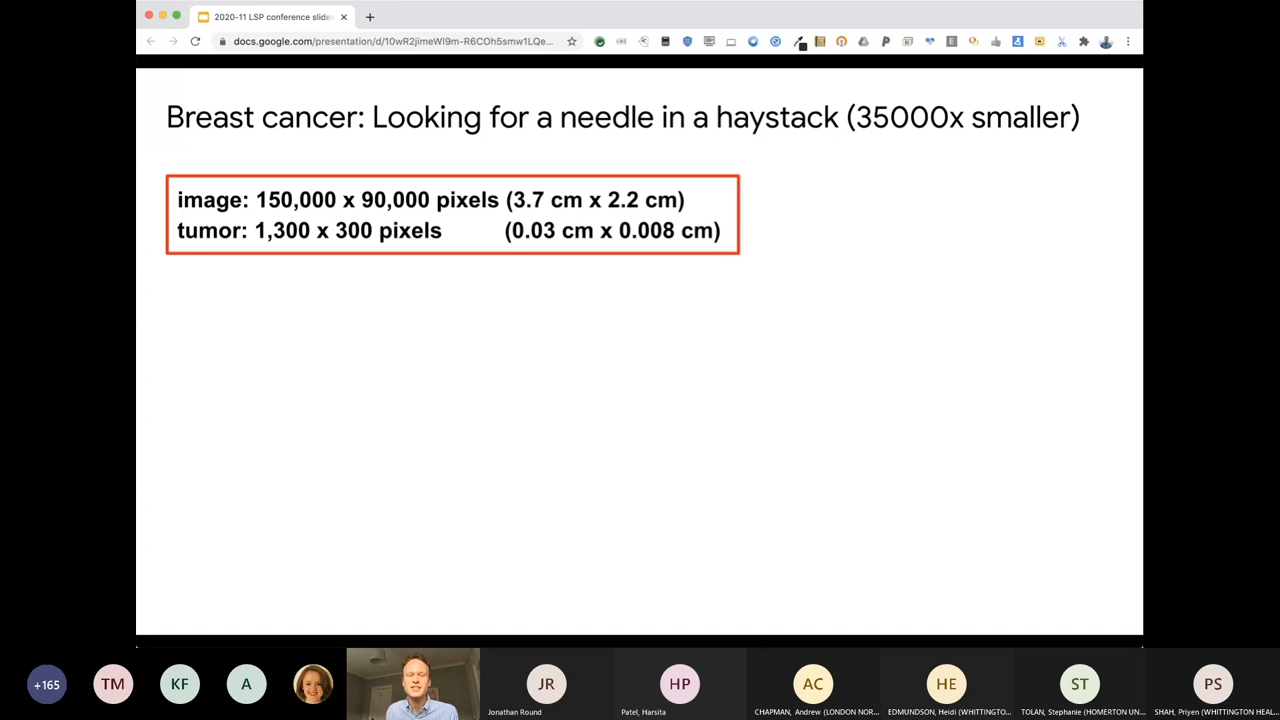 2020-11 LSP conference slides
docs.google.com/presentation/d/10wR2jimeWI9m-R6COh5smw1LQe...
Breast cancer: Looking for a needle in a haystack (35000x smaller)
image: 150,000 x 90,000 pixels (3.7 cm x 2.2 cm)
tumor: 1,300 x 300 pixels (0.03 cm x 0.008 cm)
+165
TM
KF
A
JR
HP
AC
HE
ST
PS
Jonathan Round
Patel, Harsita
CHAPMAN, Andrew (LONDON NOR...
EDMUNDSON, Heidi (WHITTINGTO...
TOLAN, Stephanie (HOMERTON UN...
SHAH, Priyen (WHITTINGTON HEAL...